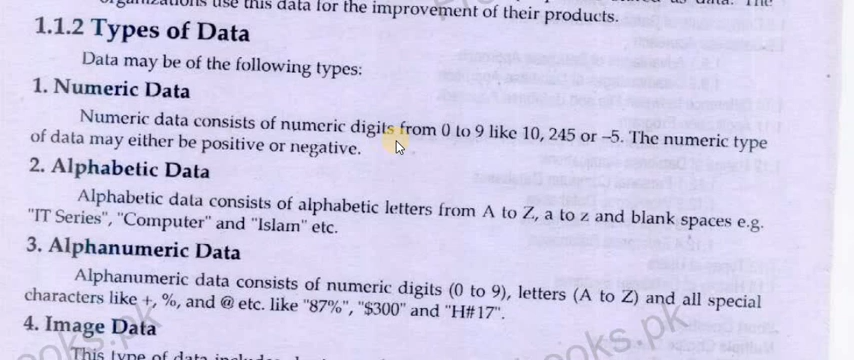 organizations use this data for the improvement of their products.
1.1.2 Types of Data
Data may be of the following types:
1. Numeric Data
Numeric data consists of numeric digits from 0 to 9 like 10, 245 or –5. The numeric type
of data may either be positive or negative.
2. Alphabetic Data
Alphabetic data consists of alphabetic letters from A to Z, a to z and blank spaces e.g.
"IT Series", "Computer" and "Islam" etc.
3. Alphanumeric Data
Alphanumeric data consists of numeric digits (0 to 9), letters (A to Z) and all special
characters like +, %, and @ etc. like "87%", "$300" and "H#17".
4. Image Data
This type of data includes
ooks.pk
ooks.pk